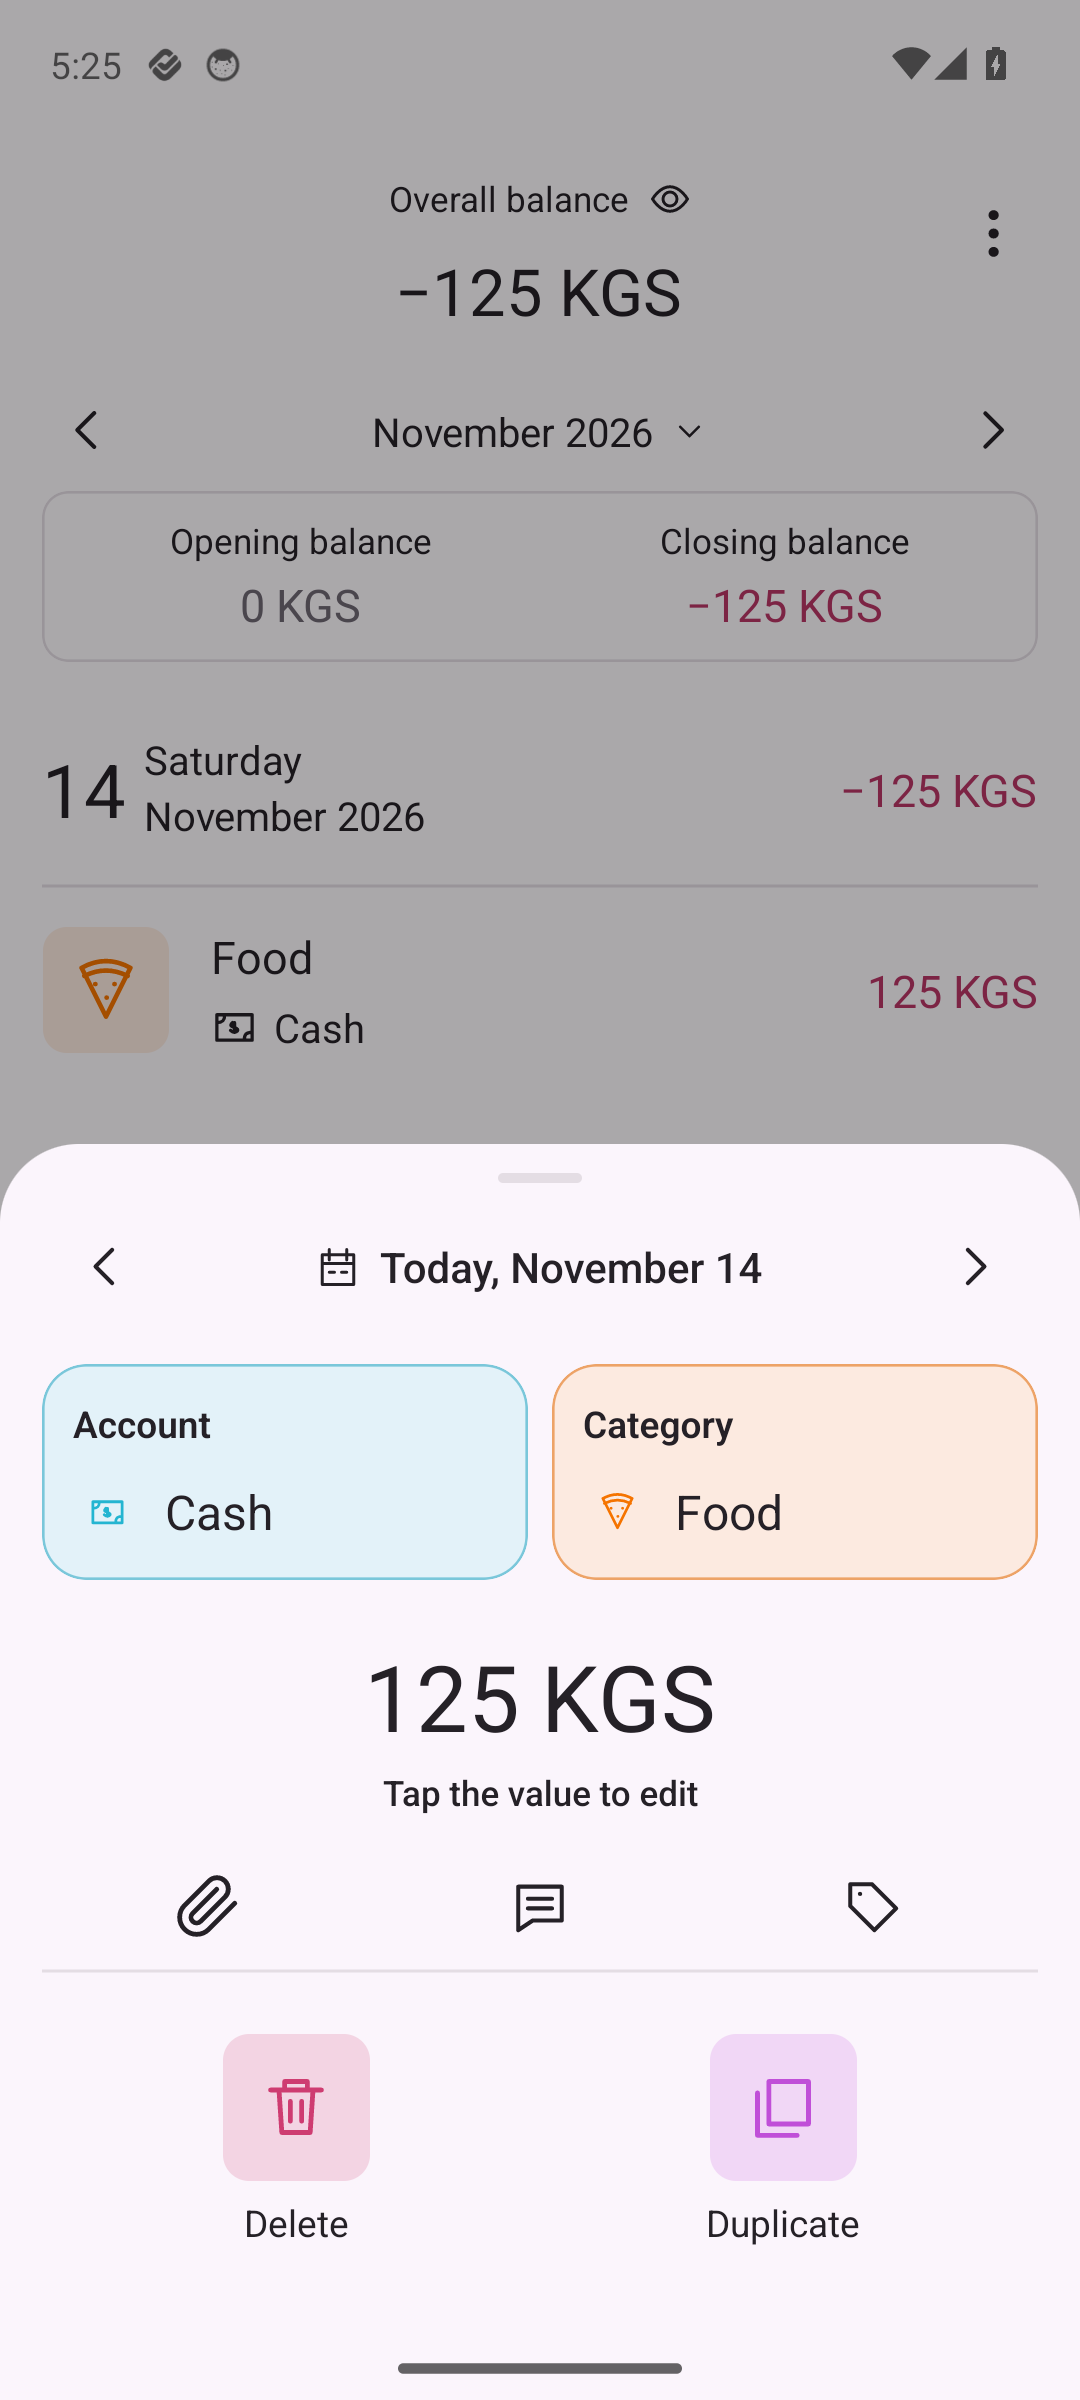 5:25
Overall balance
−125 KGS
November 2026
Opening balance
Closing balance
0 KGS
−125 KGS
14
Saturday
November 2026
−125 KGS
Food
Cash
125 KGS
Today, November 14
Account
Cash
Category
Food
125 KGS
Tap the value to edit
Delete
Duplicate